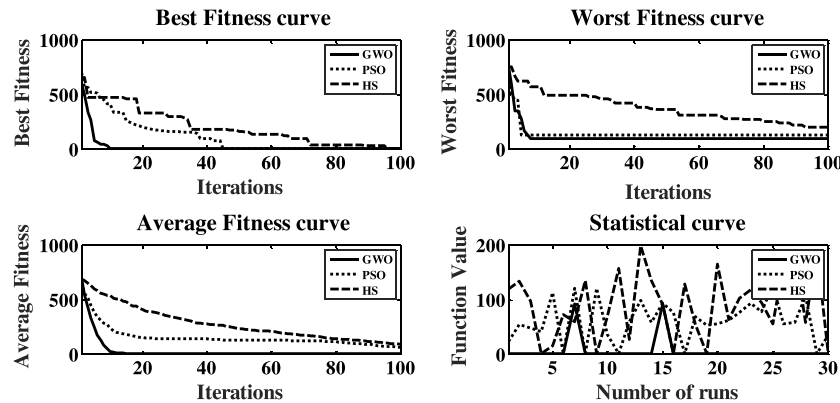 Best Fitness curve
Best Fitness
1000
500
0
20
40
60
80
100
Iterations
GWO
PSO
HS
Worst Fitness curve
Worst Fitness
1000
500
0
20
40
60
80
100
Iterations
GWO
PSO
HS
Average Fitness curve
Average Fitness
1000
500
0
20
40
60
80
100
Iterations
GWO
PSO
HS
Statistical curve
Function Value
200
100
0
5
10
15
20
25
30
Number of runs
GWO
PSO
HS